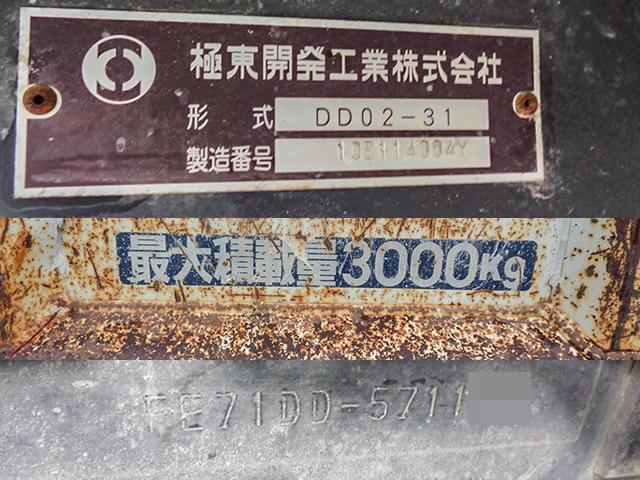 極東開発工業株式会社
形 式 DD02-31
製造番号 10B114004Y
最大積載量3000Kg
FE71DD-5711